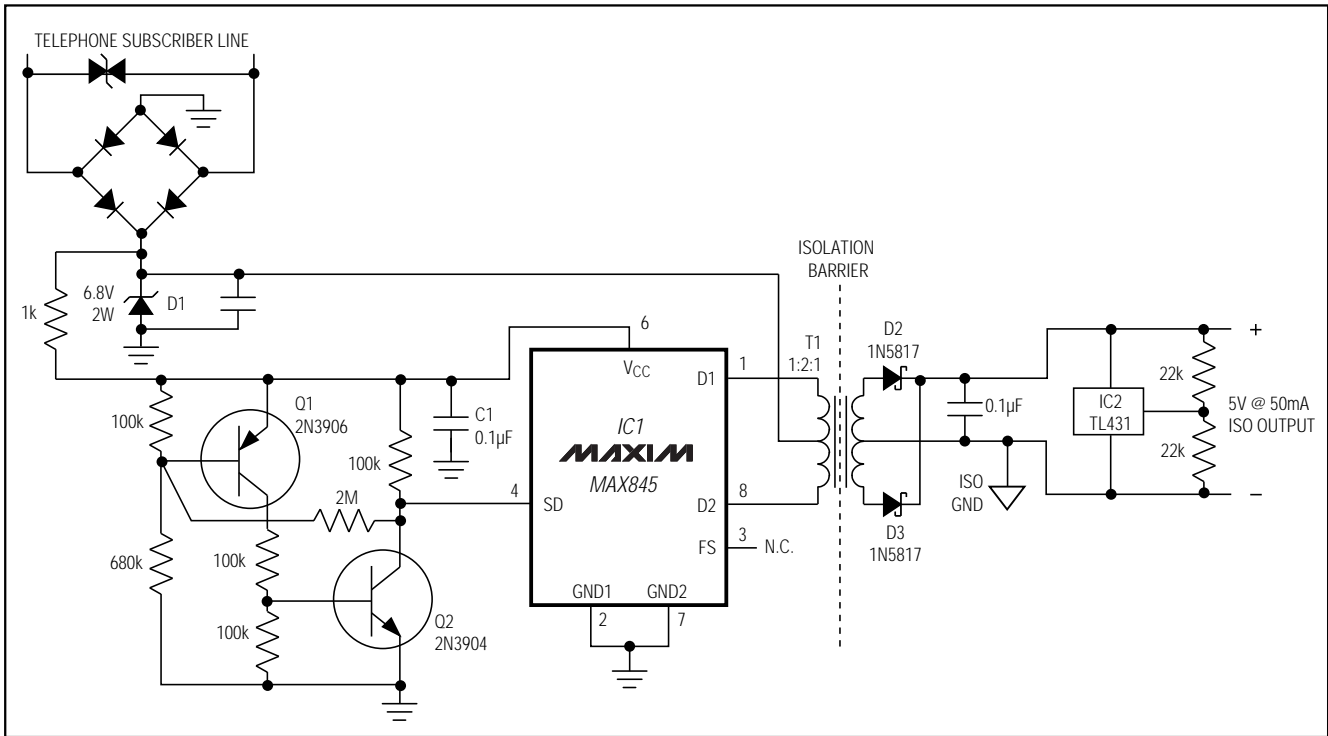 TELEPHONE SUBSCRIBER LINE
1k
6.8V
2W
D1
ISOLATION
BARRIER
6
VCC
T1
1:2:1
D2
1N5817
1
D1
+
22k
100k
Q1
2N3906
C1
0.1µF
IC1
MAXIM
MAX845
0.1µF
IC2
TL431
5V @ 50mA
ISO OUTPUT
100k
22k
4
SD
ISO
GND
2M
8
D2
–
3
FS
N.C.
D3
1N5817
680k
100k
GND1
GND2
2
7
100k
Q2
2N3904